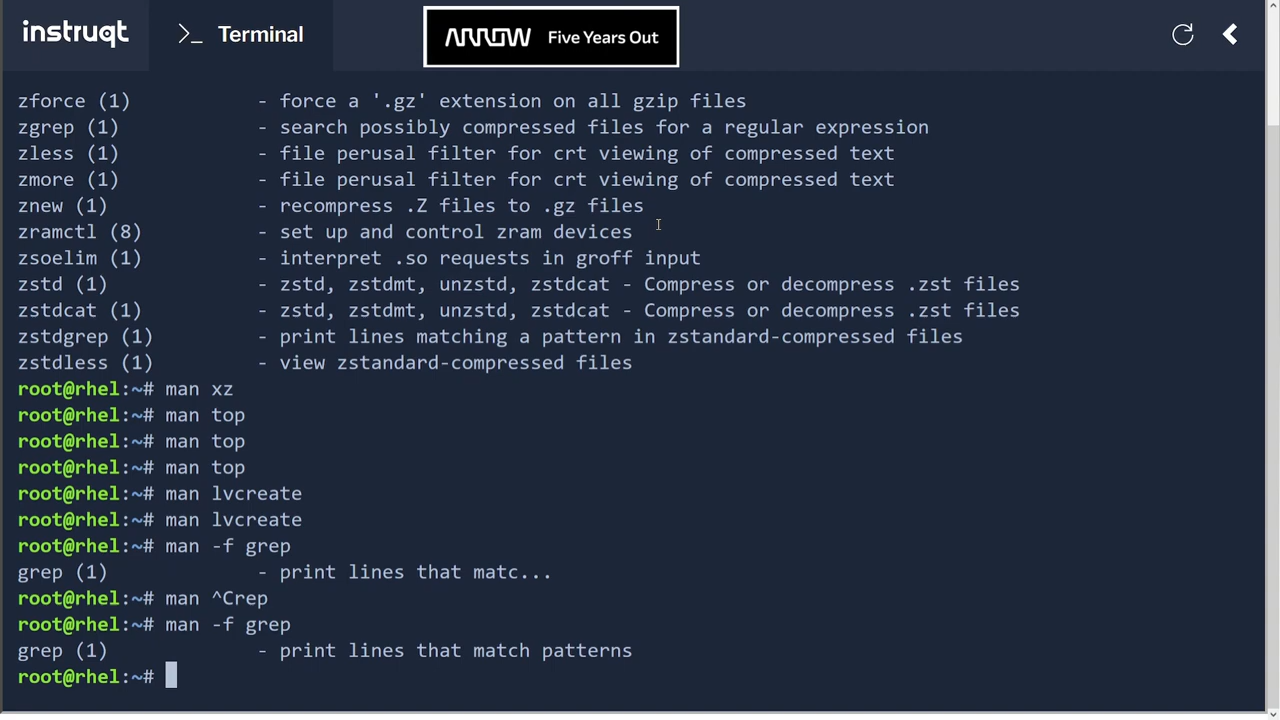 instruqt
>_ Terminal
ARROW Five Years Out
zforce (1) - force a '.gz' extension on all gzip files
zgrep (1) - search possibly compressed files for a regular expression
zless (1) - file perusal filter for crt viewing of compressed text
zmore (1) - file perusal filter for crt viewing of compressed text
znew (1) - recompress .Z files to .gz files
zramctl (8) - set up and control zram devices
zsoelim (1) - interpret .so requests in groff input
zstd (1) - zstd, zstdmt, unzstd, zstdcat - Compress or decompress .zst files
zstdcat (1) - zstd, zstdmt, unzstd, zstdcat - Compress or decompress .zst files
zstdgrep (1) - print lines matching a pattern in zstandard-compressed files
zstdless (1) - view zstandard-compressed files
root@rhel:~# man xz
root@rhel:~# man top
root@rhel:~# man top
root@rhel:~# man top
root@rhel:~# man lvcreate
root@rhel:~# man lvcreate
root@rhel:~# man -f grep
grep (1) - print lines that matc...
root@rhel:~# man ^Crep
root@rhel:~# man -f grep
grep (1) - print lines that match patterns
root@rhel:~#